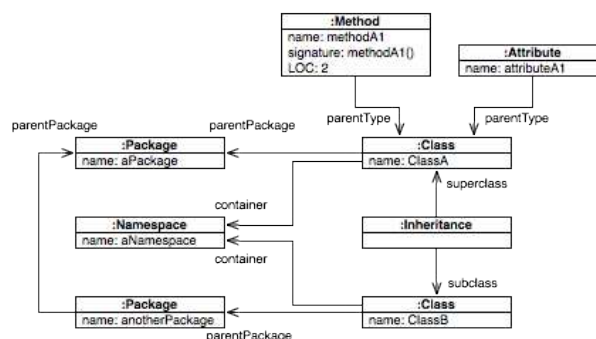 :Method
name: methodA1
signature: methodA1()
LOC: 2
:Attribute
name: attributeA1
parentPackage
parentPackage
parentType
parentType
:Package
name: aPackage
:Class
name: ClassA
superclass
container
:Namespace
name: aNamespace
:Inheritance
container
subclass
:Package
name: anotherPackage
:Class
name: ClassB
parentPackage